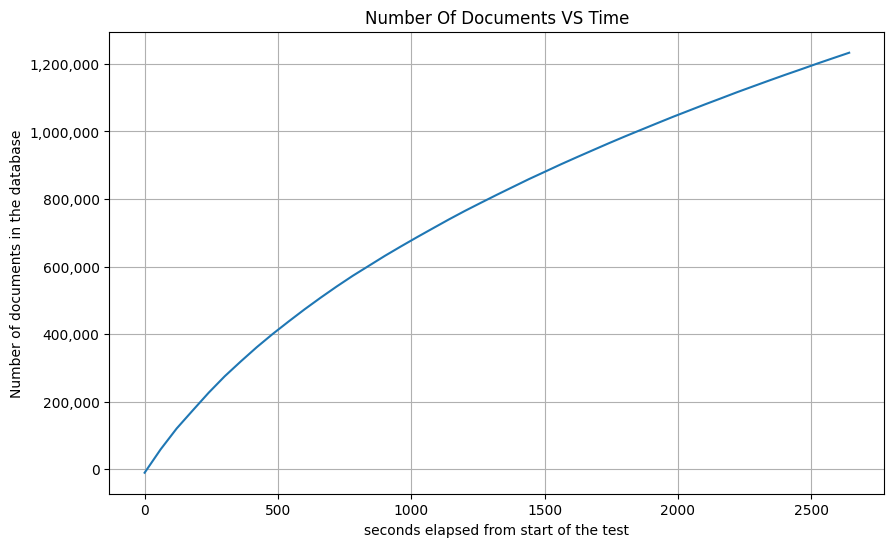 Number Of Documents VS Time
Number of documents in the database
1,200,000
1,000,000
800,000
600,000
400,000
200,000
0
0 500 1000 1500 2000 2500
seconds elapsed from start of the test